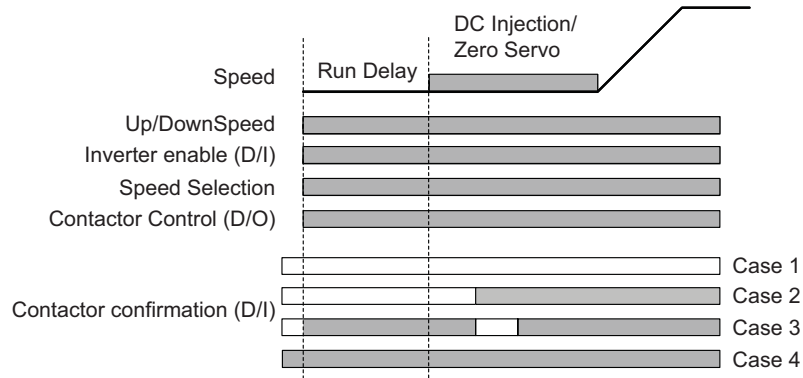 DC Injection/
Zero Servo
Run Delay
Speed
Up/DownSpeed
Inverter enable (D/I)
Speed Selection
Contactor Control (D/O)
Case 1
Case 2
Contactor confirmation (D/I)
Case 3
Case 4